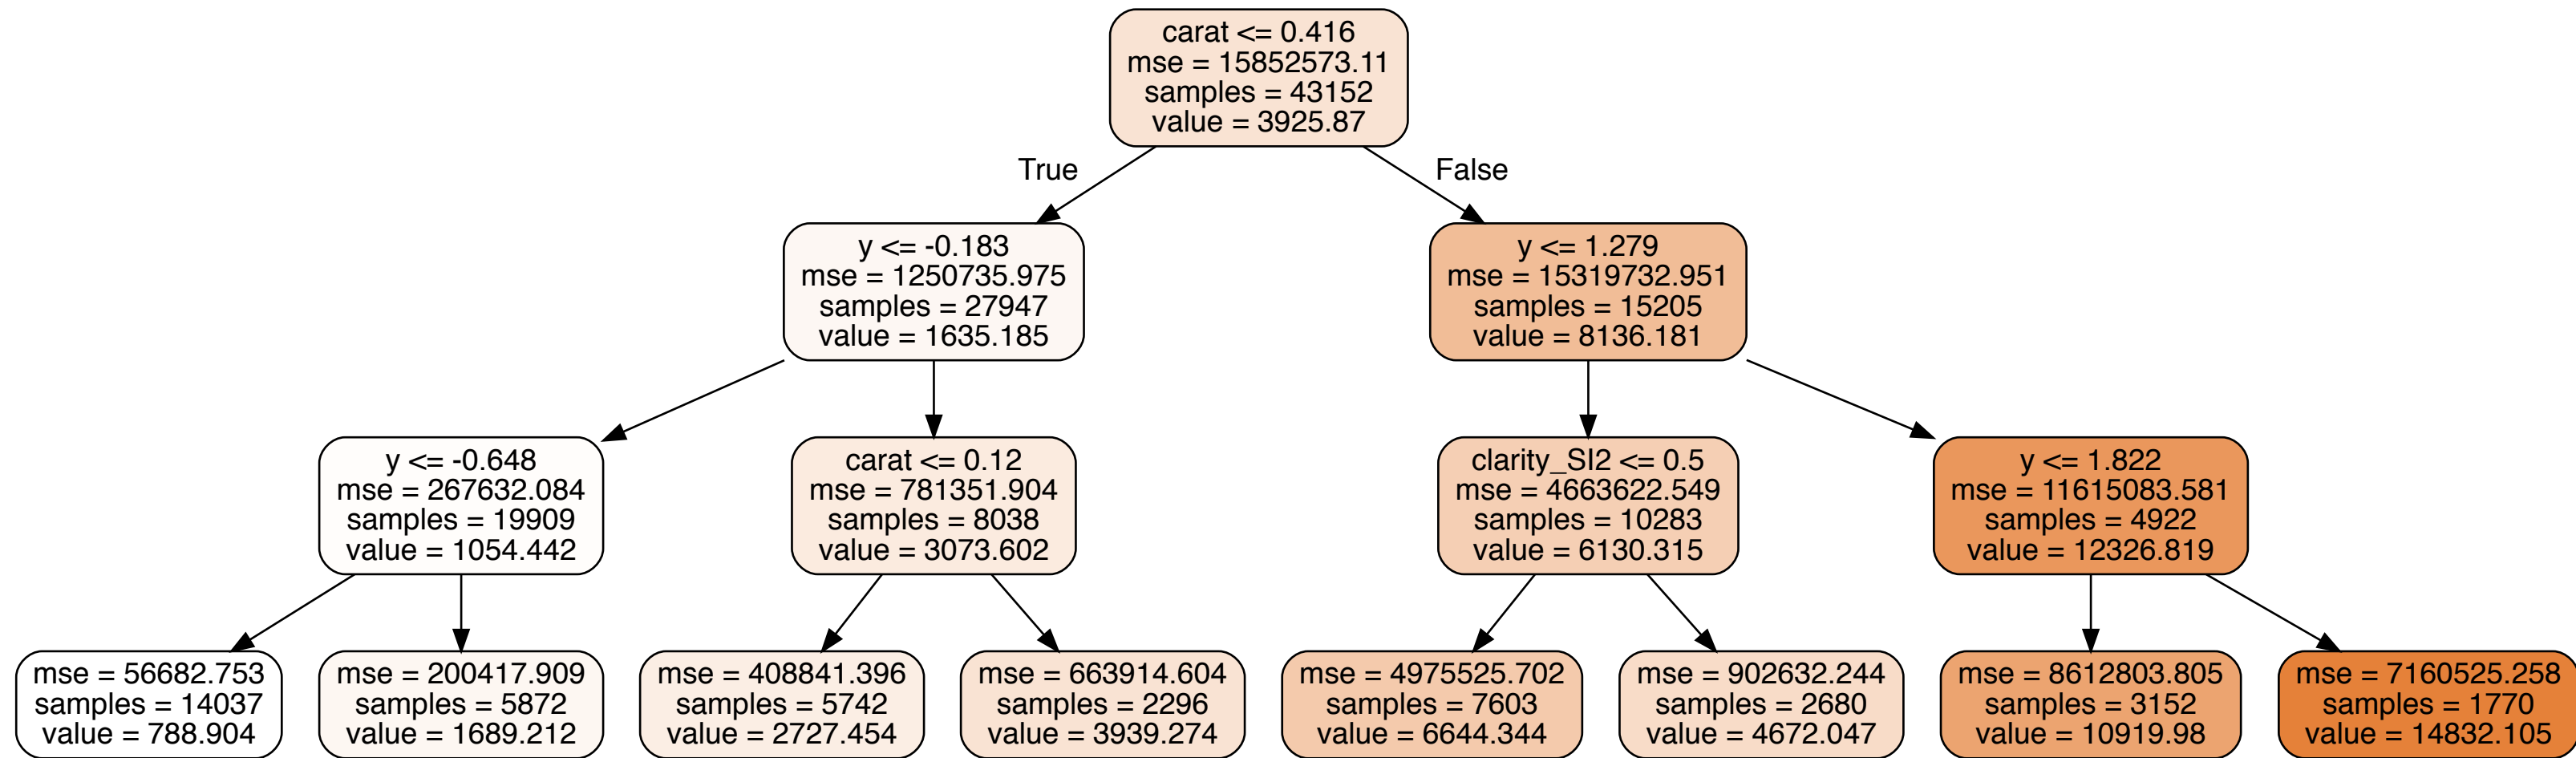 carat <= 0.416
mse = 15852573.11
samples = 43152
value = 3925.87
True
False
y <= -0.183
mse = 1250735.975
samples = 27947
value = 1635.185
y <= 1.279
mse = 15319732.951
samples = 15205
value = 8136.181
y <= -0.648
mse = 267632.084
samples = 19909
value = 1054.442
carat <= 0.12
mse = 781351.904
samples = 8038
value = 3073.602
clarity_SI2 <= 0.5
mse = 4663622.549
samples = 10283
value = 6130.315
y <= 1.822
mse = 11615083.581
samples = 4922
value = 12326.819
mse = 56682.753
samples = 14037
value = 788.904
mse = 200417.909
samples = 5872
value = 1689.212
mse = 408841.396
samples = 5742
value = 2727.454
mse = 663914.604
samples = 2296
value = 3939.274
mse = 4975525.702
samples = 7603
value = 6644.344
mse = 902632.244
samples = 2680
value = 4672.047
mse = 8612803.805
samples = 3152
value = 10919.98
mse = 7160525.258
samples = 1770
value = 14832.105